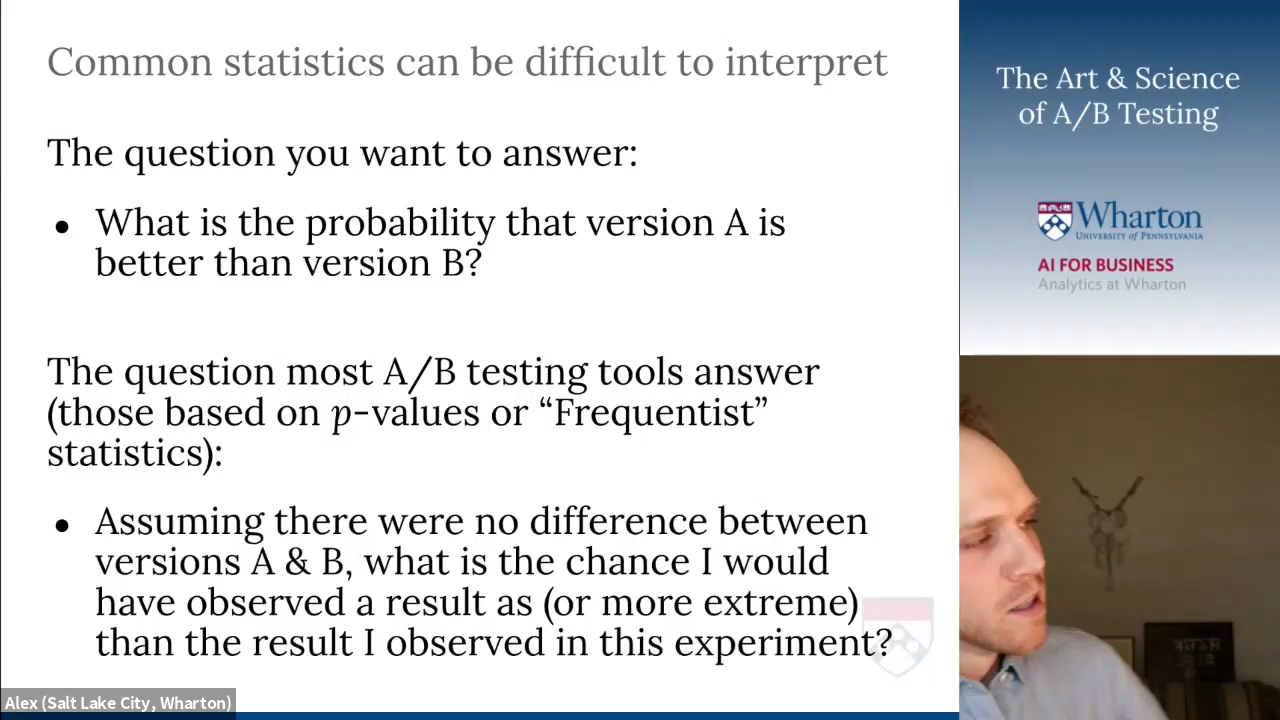 Common statistics can be difficult to interpret
The question you want to answer:
● What is the probability that version A is
better than version B?
The question most A/B testing tools answer
(those based on p-values or “Frequentist”
statistics):
● Assuming there were no difference between
versions A & B, what is the chance I would
have observed a result as (or more extreme)
than the result I observed in this experiment?
Alex (Salt Lake City, Wharton)
The Art & Science
of A/B Testing
Wharton
UNIVERSITY of PENNSYLVANIA
AI FOR BUSINESS
Analytics at Wharton